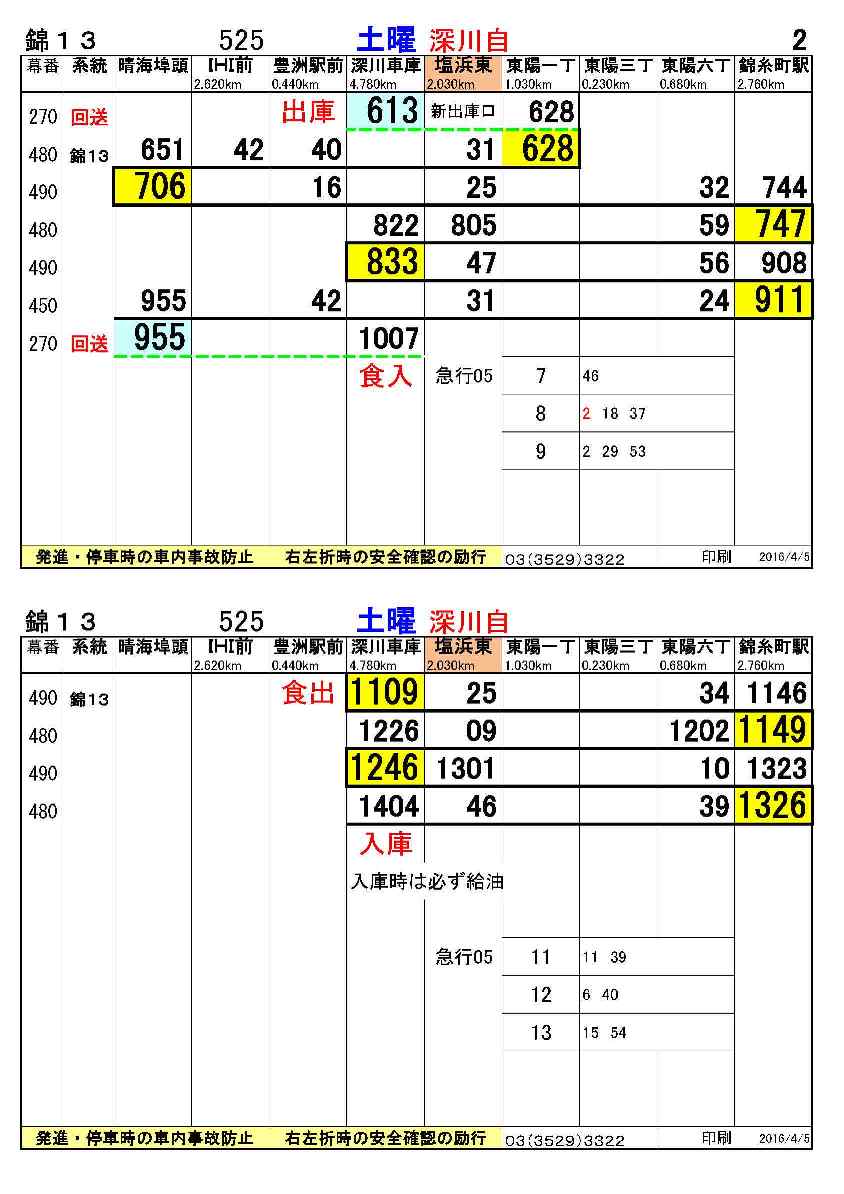 錦13 525 土曜 深川自 2
幕番 系統 晴海埠頭 IHI前 豊洲駅前 深川車庫 塩浜東 東陽一丁 東陽三丁 東陽六丁 錦糸町駅
2.620km 0.440km 4.780km 2.030km 1.030km 0.230km 0.680km 2.760km
270 回送 出庫 613 新出庫口 628
480 錦13 651 42 40 31 628
490 706 16 25 32 744
480 822 805 59 747
490 833 47 56 908
450 955 42 31 24 911
270 回送 955 1007
食入 急行05 7 46
8 2 18 37
9 2 29 53
発進・停車時の車内事故防止 右左折時の安全確認の励行 03(3529)3322 印刷 2016/4/5
錦13 525 土曜 深川自
幕番 系統 晴海埠頭 IHI前 豊洲駅前 深川車庫 塩浜東 東陽一丁 東陽三丁 東陽六丁 錦糸町駅
2.620km 0.440km 4.780km 2.030km 1.030km 0.230km 0.680km 2.760km
490 錦13 食出 1109 25 34 1146
480 1226 09 1202 1149
490 1246 1301 10 1323
480 1404 46 39 1326
入庫
入庫時は必ず給油
急行05 11 11 39
12 6 40
13 15 54
発進・停車時の車内事故防止 右左折時の安全確認の励行 03(3529)3322 印刷 2016/4/5